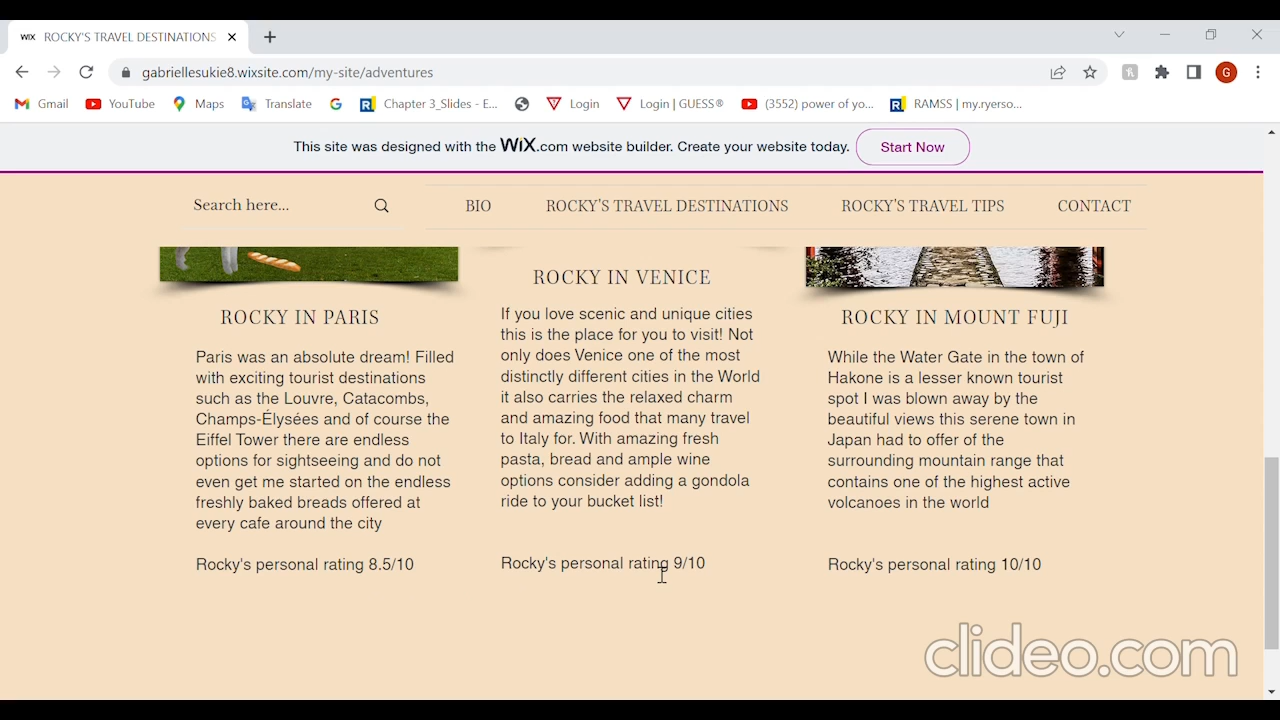 WIX ROCKY'S TRAVEL DESTINATIONS
gabriellesukie8.wixsite.com/my-site/adventures
G
Gmail YouTube Maps Translate Chapter 3_Slides - E... Login Login | GUESS® (3552) power of yo... RAMSS | my.ryerso...
This site was designed with the WiX.com website builder. Create your website today. Start Now
Search here... BIO ROCKY'S TRAVEL DESTINATIONS ROCKY'S TRAVEL TIPS CONTACT
ROCKY IN PARIS
Paris was an absolute dream! Filled
with exciting tourist destinations
such as the Louvre, Catacombs,
Champs-Élysées and of course the
Eiffel Tower there are endless
options for sightseeing and do not
even get me started on the endless
freshly baked breads offered at
every cafe around the city
Rocky's personal rating 8.5/10
ROCKY IN VENICE
If you love scenic and unique cities
this is the place for you to visit! Not
only does Venice one of the most
distinctly different cities in the World
it also carries the relaxed charm
and amazing food that many travel
to Italy for. With amazing fresh
pasta, bread and ample wine
options consider adding a gondola
ride to your bucket list!
Rocky's personal rating 9/10
ROCKY IN MOUNT FUJI
While the Water Gate in the town of
Hakone is a lesser known tourist
spot I was blown away by the
beautiful views this serene town in
Japan had to offer of the
surrounding mountain range that
contains one of the highest active
volcanoes in the world
Rocky's personal rating 10/10
clideo.com